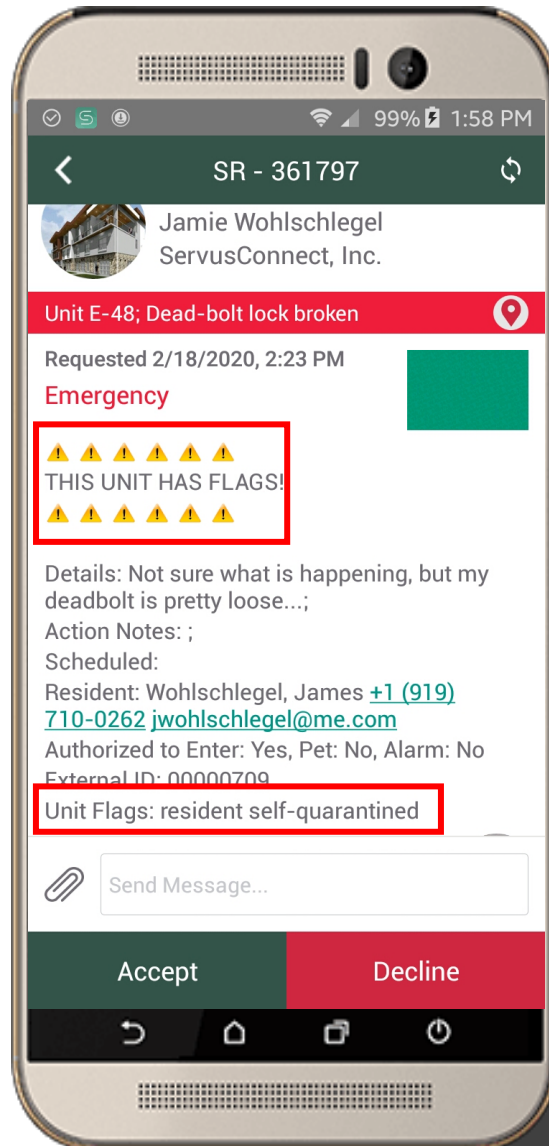 99% 1:58 PM
SR - 361797
Jamie Wohlschlegel
ServusConnect, Inc.
Unit E-48; Dead-bolt lock broken
Requested 2/18/2020, 2:23 PM
Emergency
THIS UNIT HAS FLAGS!
Details: Not sure what is happening, but my
deadbolt is pretty loose...;
Action Notes: ;
Scheduled:
Resident: Wohlschlegel, James +1 (919)
710-0262 jwohlschlegel@me.com
Authorized to Enter: Yes, Pet: No, Alarm: No
External ID: 00000709
Unit Flags: resident self-quarantined
Send Message...
Accept Decline